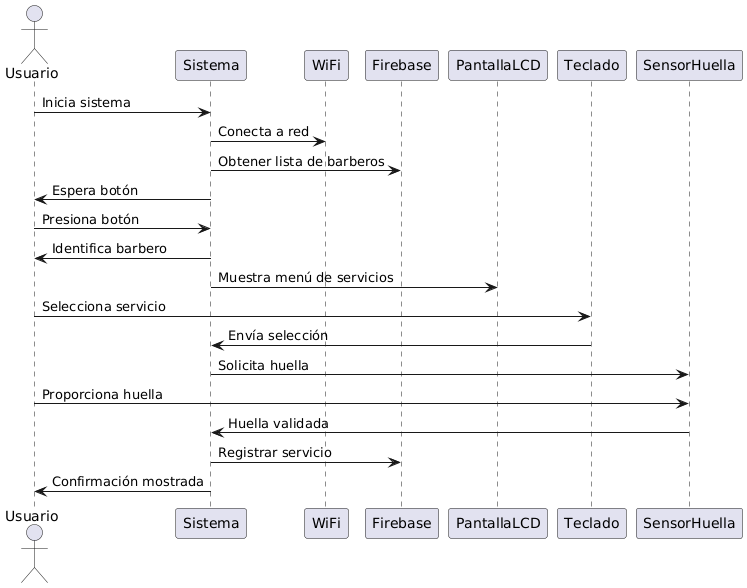 Usuario
Sistema
WiFi
Firebase
PantallaLCD
Teclado
SensorHuella
Inicia sistema
Conecta a red
Obtener lista de barberos
Espera botón
Presiona botón
Identifica barbero
Muestra menú de servicios
Selecciona servicio
Envía selección
Solicita huella
Proporciona huella
Huella validada
Registrar servicio
Confirmación mostrada
Usuario
Sistema
WiFi
Firebase
PantallaLCD
Teclado
SensorHuella